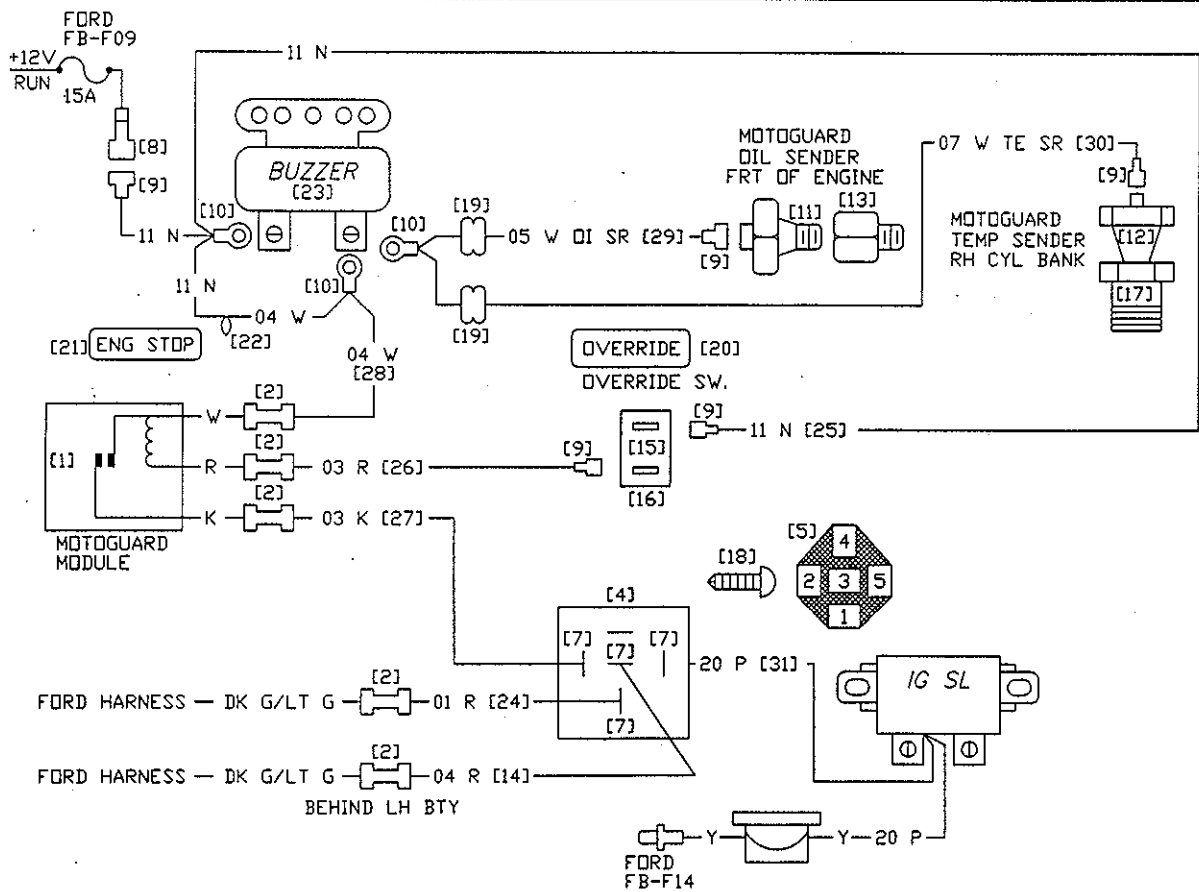 FORD
FB-F09
+12V
RUN
15A
11 N
[8]
[9]
BUZZER
[23]
[10]
11 N
11 N
04 W
[22]
[10]
[21] ENG STOP
04 W
[28]
[10]
[19]
05 W OI SR [29]
[9]
MOTOGUARD
OIL SENDER
FRT OF ENGINE
[11]
[13]
[19]
07 W TE SR [30]
[9]
MOTOGUARD
TEMP SENDER
RH CYL BANK
[12]
[17]
OVERRIDE [20]
OVERRIDE SW.
[15]
[16]
[9]
11 N [25]
[1]
MOTOGUARD
MODULE
W
[2]
R
[2]
03 R [26]
[9]
K
[2]
03 K [27]
[18]
[5]
4
2
3
5
1
[4]
[7]
[7]
[7]
[7]
20 P [31]
IG SL
FORD HARNESS — DK G/LT G
[2]
01 R [24]
FORD HARNESS — DK G/LT G
[2]
04 R [14]
BEHIND LH BTY
Y
Y
20 P
FORD
FB-F14